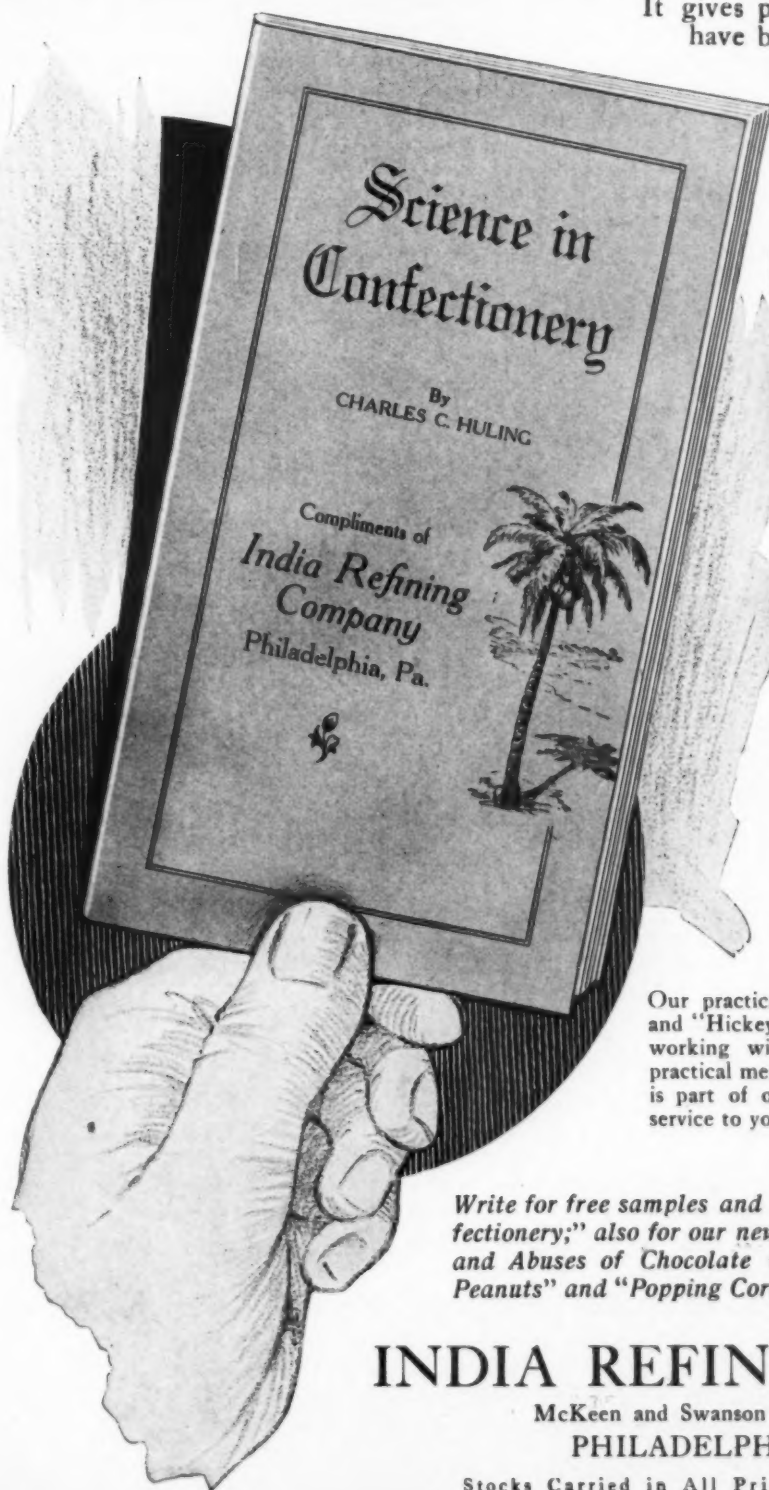 It gives p
have b
Science in
Confectionery
By
CHARLES C. HULING
Compliments of
India Refining
Company
Philadelphia, Pa.
Our practic
and "Hickey
working wi
practical me
is part of o
service to yo
Write for free samples and
fectionery;" also for our new
and Abuses of Chocolate
Peanuts" and "Popping Cor
INDIA REFIN
McKeen and Swanson
PHILADELPH
Stocks Carried in All Pri